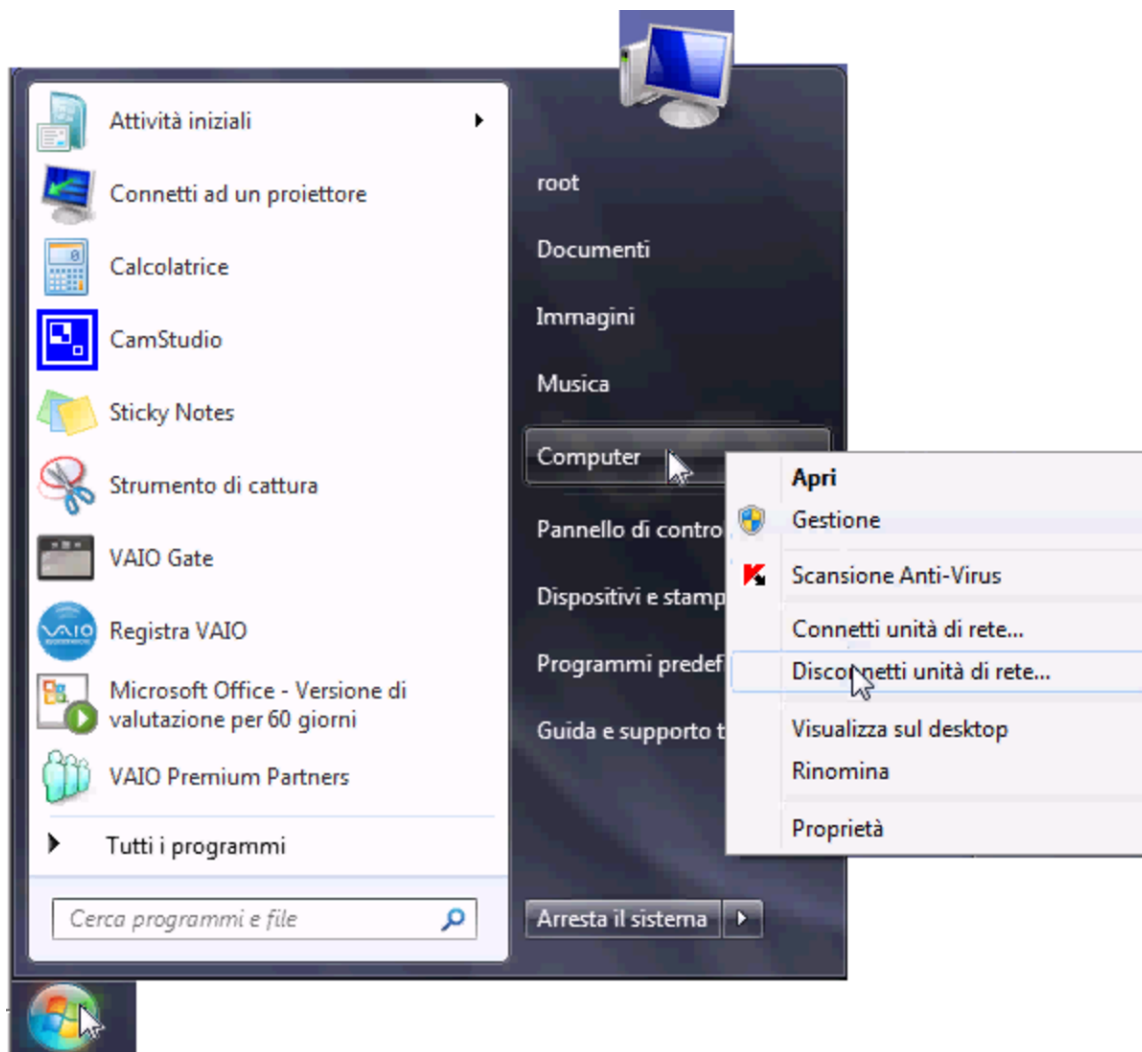 Attività iniziali
Connetti ad un proiettore
Calcolatrice
CamStudio
Sticky Notes
Strumento di cattura
VAIO Gate
VAIO
Registra VAIO
Microsoft Office - Versione di
valutazione per 60 giorni
VAIO Premium Partners
Tutti i programmi
Cerca programmi e file
root
Documenti
Immagini
Musica
Computer
Pannello di contro
Dispositivi e stamp
Programmi predef
Guida e supporto t
Arresta il sistema
Apri
Gestione
Scansione Anti-Virus
Connetti unità di rete...
Disconnetti unità di rete...
Visualizza sul desktop
Rinomina
Proprietà